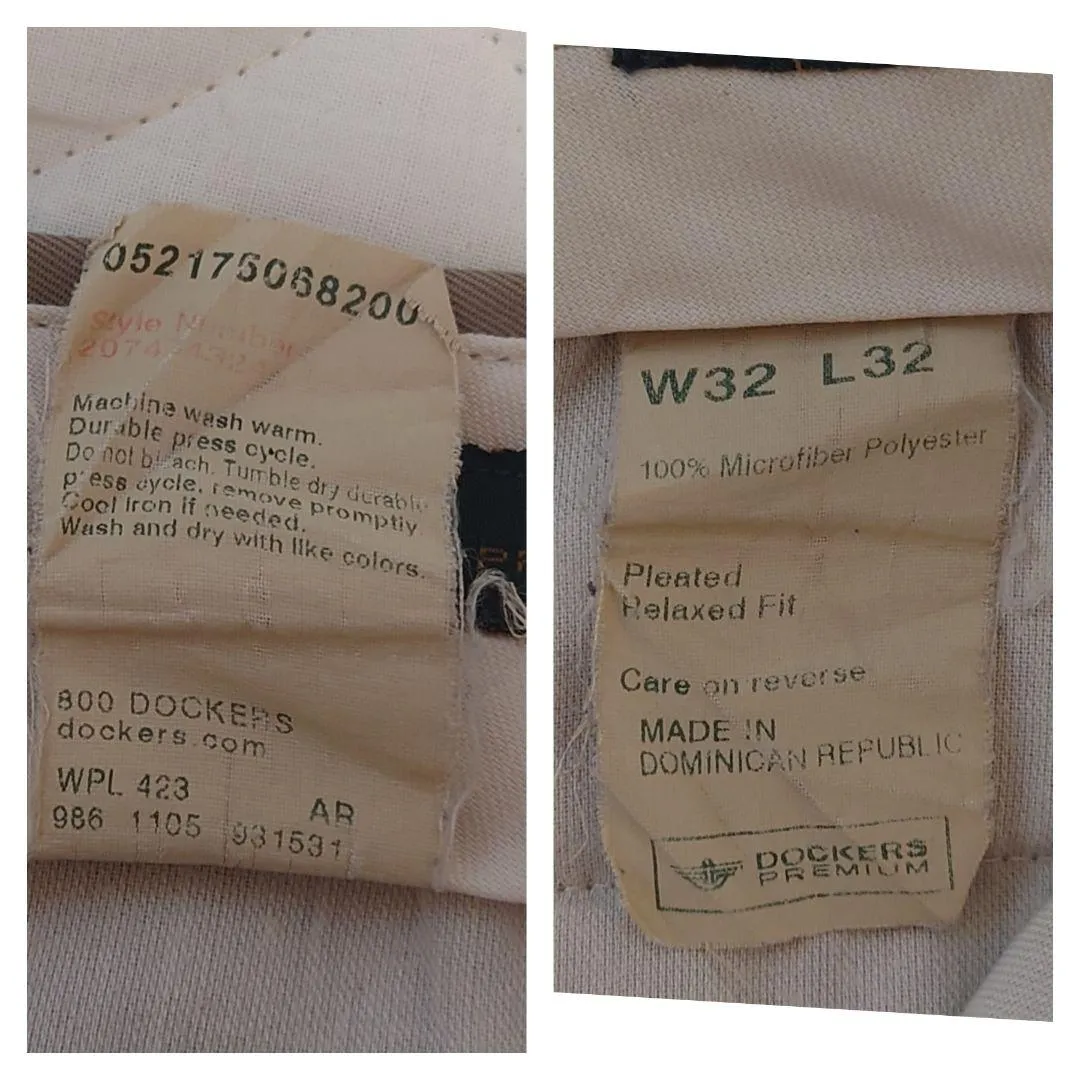 052175068200
Style Number
Machine wash warm.
Durable press cycle.
Do not bleach. Tumble dry durable
press cycle, remove promptly.
Cool iron if needed.
Wash and dry with like colors.
800 DOCKERS
dockers.com
WPL 423
AR
986 1105 931531
W32 L32
100% Microfiber Polyester
Pleated
Relaxed Fit
Care on reverse
MADE IN
DOMINICAN REPUBLIC
DOCKERS
PREMIUM